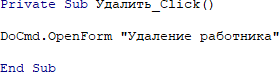 Private Sub Удалить_Click()
DoCmd.OpenForm "Удаление работника"
End Sub